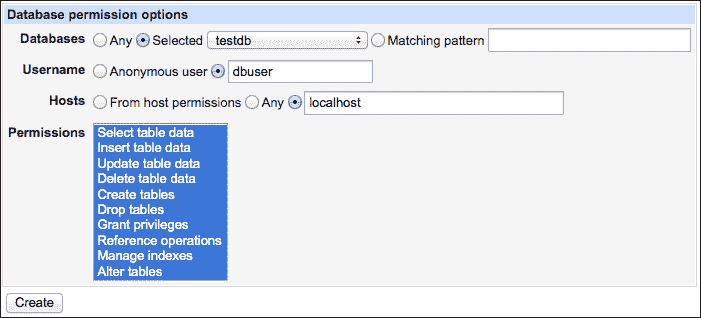 Database permission options
Databases Any Selected testdb Matching pattern
Username Anonymous user dbuser
Hosts From host permissions Any localhost
Permissions Select table data
Insert table data
Update table data
Delete table data
Create tables
Drop tables
Grant privileges
Reference operations
Manage indexes
Alter tables
Create